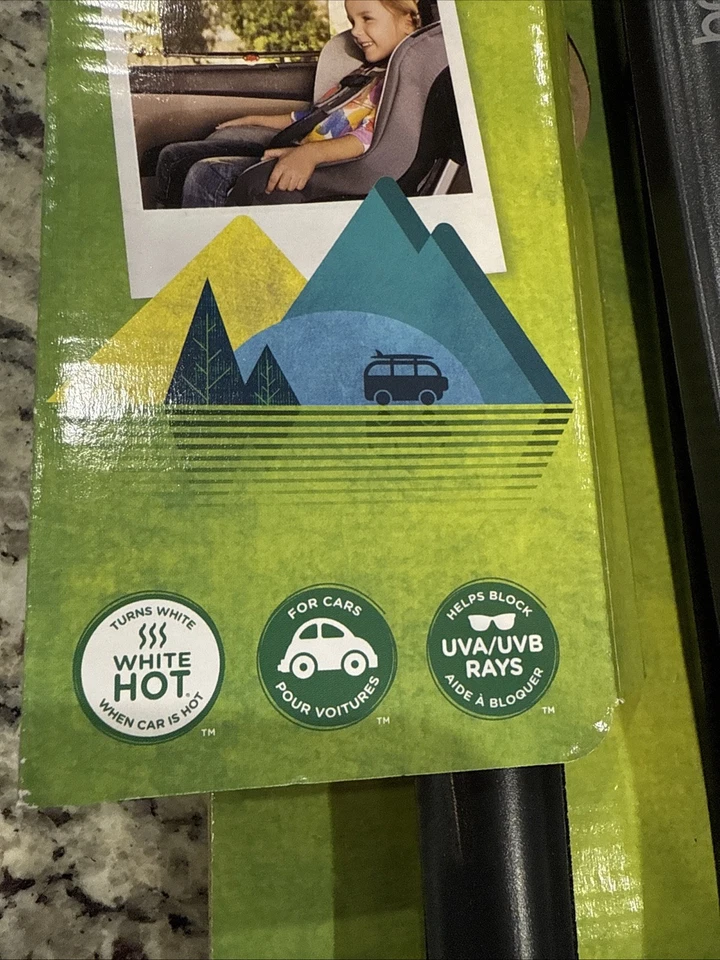 TURNS WHITE
WHITE
HOT®
WHEN CAR IS HOT
TM
FOR CARS
POUR VOITURES
TM
HELPS BLOCK
UVA/UVB
RAYS
AIDE À BLOQUER
TM